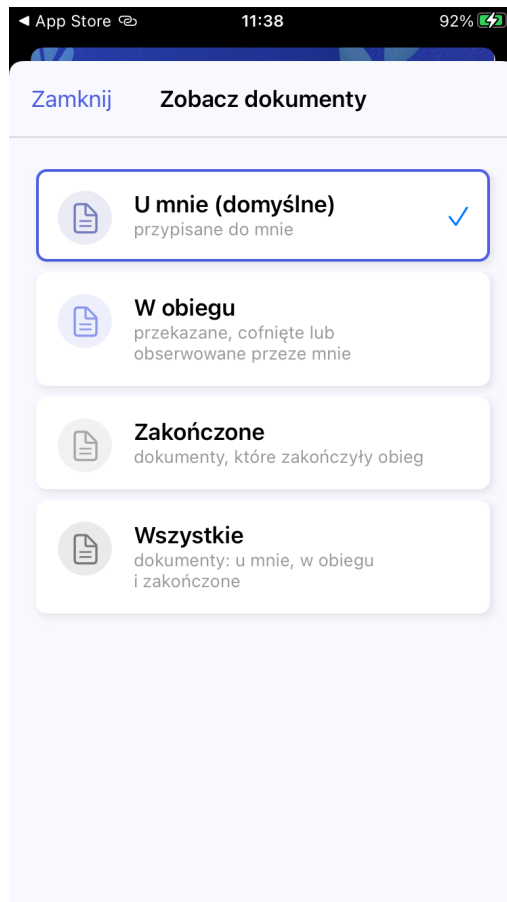 App Store
11:38
92%
Zamknij
Zobacz dokumenty
U mnie (domyślne)
przypisane do mnie
W obiegu
przekazane, cofnięte lub
obserwowane przeze mnie
Zakończone
dokumenty, które zakończyły obieg
Wszystkie
dokumenty: u mnie, w obiegu
i zakończone